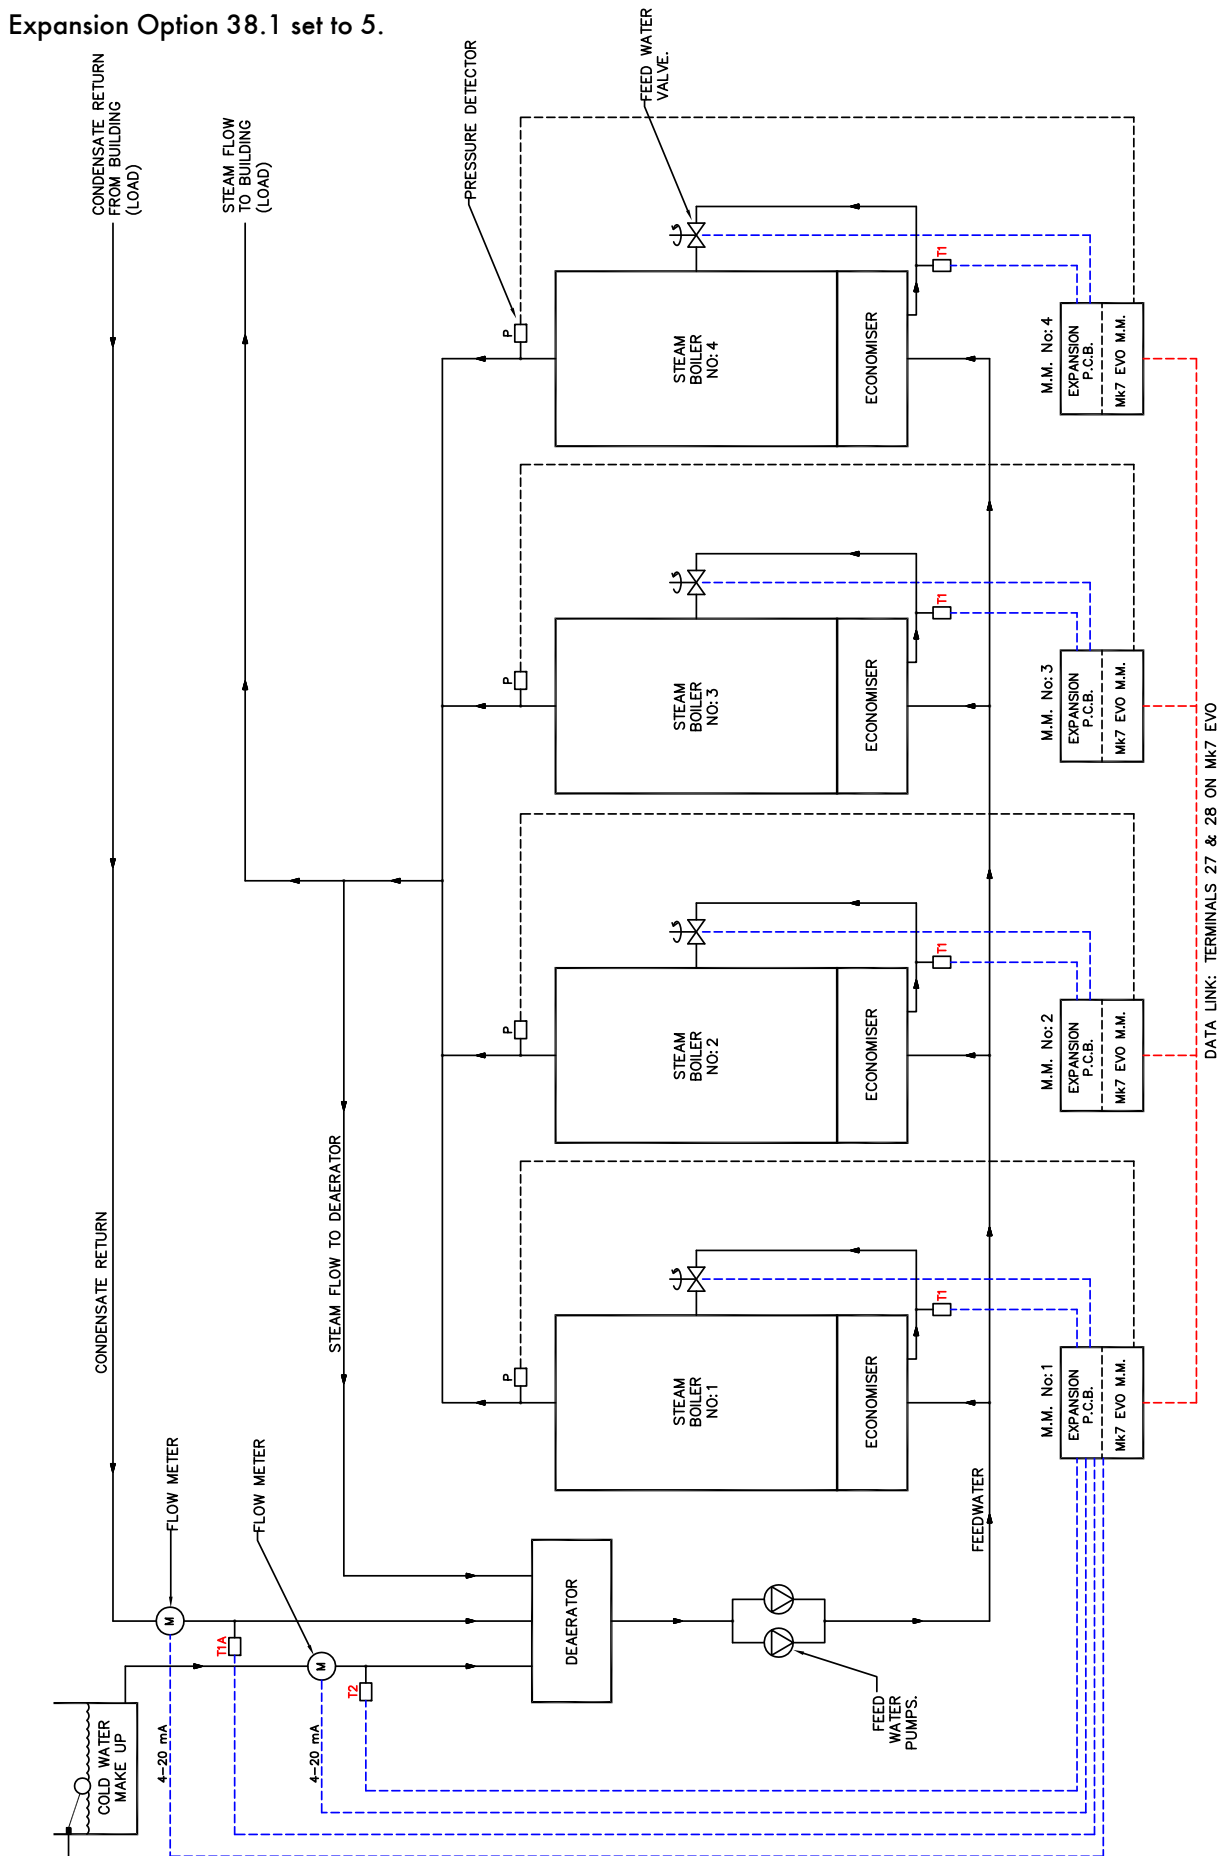 Expansion Option 38.1 set to 5.
CONDENSATE RETURN
FROM BUILDING
(LOAD)
STEAM FLOW
TO BUILDING
(LOAD)
PRESSURE DETECTOR
FEED WATER
VALVE.
P
STEAM
BOILER
NO: 4
ECONOMISER
T1
M.M. No: 4
EXPANSION
P.C.B.
Mk7 EVO M.M.
P
STEAM
BOILER
NO: 3
ECONOMISER
T1
M.M. No: 3
EXPANSION
P.C.B.
Mk7 EVO M.M.
P
STEAM
BOILER
NO: 2
ECONOMISER
T1
M.M. No: 2
EXPANSION
P.C.B.
Mk7 EVO M.M.
P
STEAM
BOILER
NO: 1
ECONOMISER
T1
M.M. No: 1
EXPANSION
P.C.B.
Mk7 EVO M.M.
DATA LINK: TERMINALS 27 & 28 ON Mk7 EVO
CONDENSATE RETURN
STEAM FLOW TO DEAERATOR
FLOW METER
FLOW METER
M
T1A
M
T2
DEAERATOR
FEEDWATER
FEED
WATER
PUMPS.
COLD WATER
MAKE UP
4-20 mA
4-20 mA